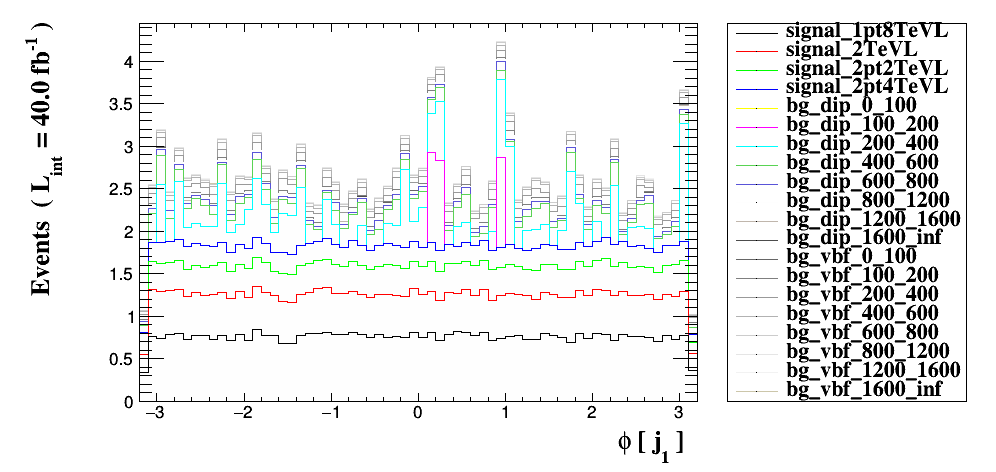 Events ( L_int = 40.0 fb^-1 )
4
3.5
3
2.5
2
1.5
1
0.5
0
−3 −2 −1 0 1 2 3
ϕ [ j_1 ]
signal_1pt8TeVL
signal_2TeVL
signal_2pt2TeVL
signal_2pt4TeVL
bg_dip_0_100
bg_dip_100_200
bg_dip_200_400
bg_dip_400_600
bg_dip_600_800
bg_dip_800_1200
bg_dip_1200_1600
bg_dip_1600_inf
bg_vbf_0_100
bg_vbf_100_200
bg_vbf_200_400
bg_vbf_400_600
bg_vbf_600_800
bg_vbf_800_1200
bg_vbf_1200_1600
bg_vbf_1600_inf